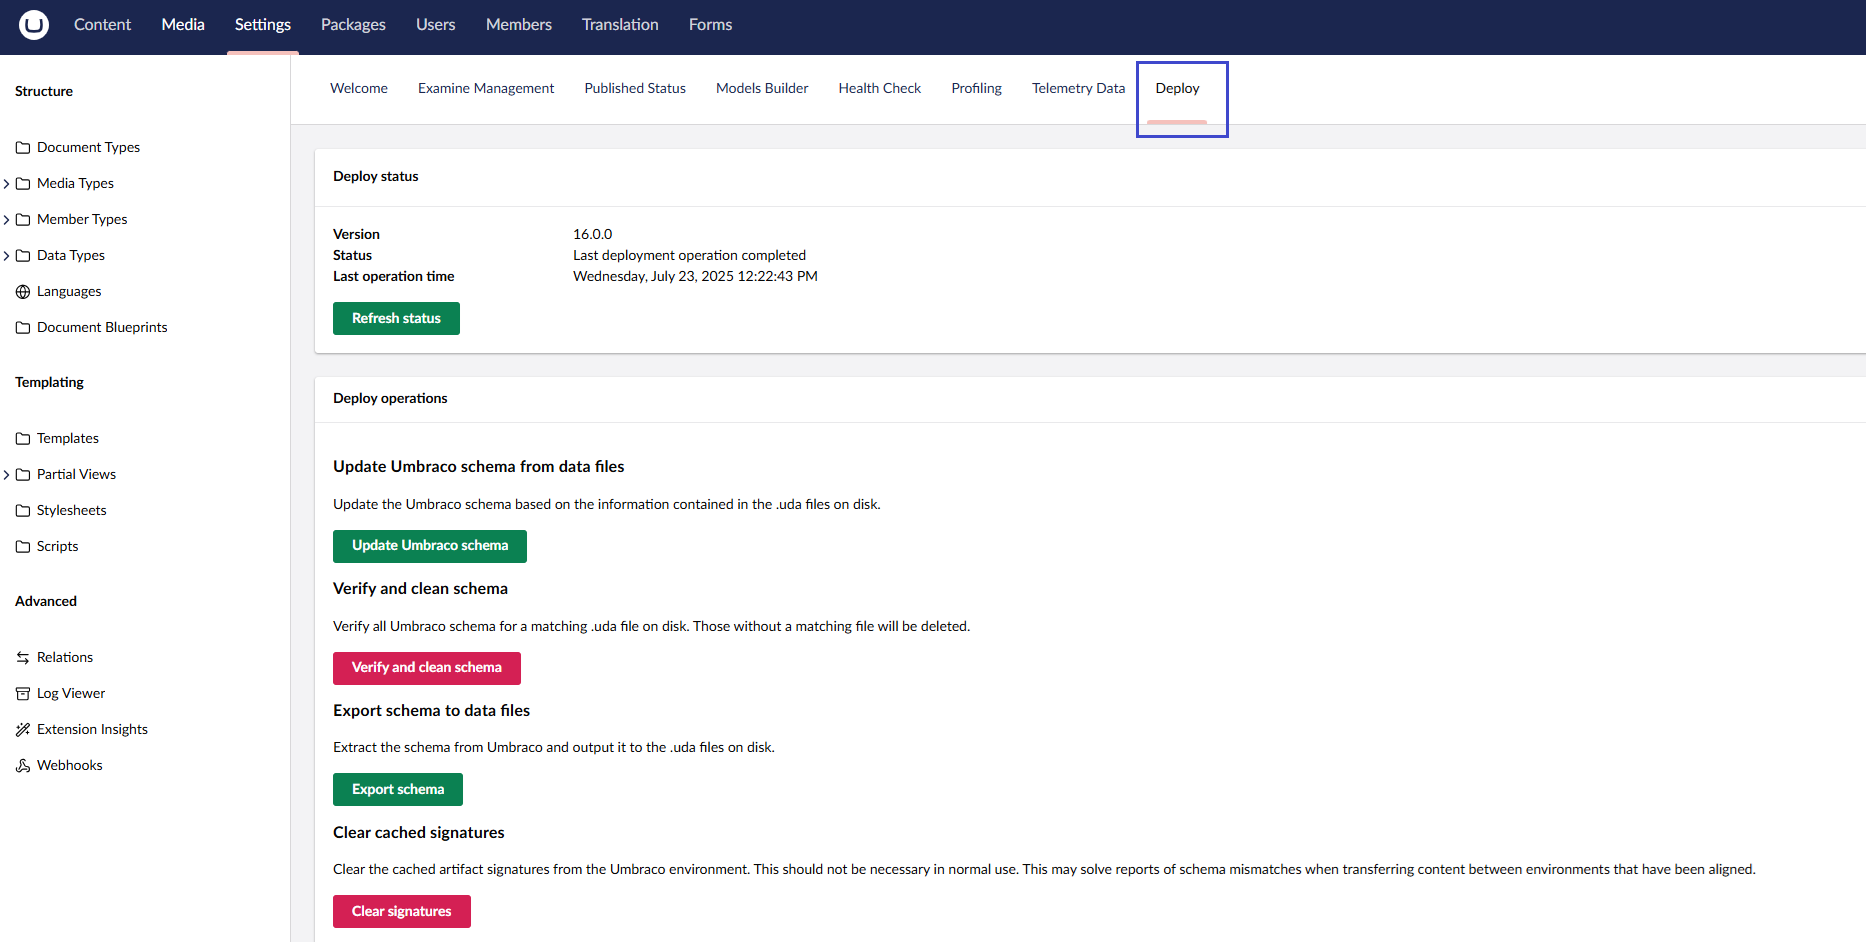 Content Media Settings Packages Users Members Translation Forms
Structure
Document Types
Media Types
Member Types
Data Types
Languages
Document Blueprints
Templating
Templates
Partial Views
Stylesheets
Scripts
Advanced
Relations
Log Viewer
Extension Insights
Webhooks
Welcome Examine Management Published Status Models Builder Health Check Profiling Telemetry Data Deploy
Deploy status
Version 16.0.0
Status Last deployment operation completed
Last operation time Wednesday, July 23, 2025 12:22:43 PM
Refresh status
Deploy operations
Update Umbraco schema from data files
Update the Umbraco schema based on the information contained in the .uda files on disk.
Update Umbraco schema
Verify and clean schema
Verify all Umbraco schema for a matching .uda file on disk. Those without a matching file will be deleted.
Verify and clean schema
Export schema to data files
Extract the schema from Umbraco and output it to the .uda files on disk.
Export schema
Clear cached signatures
Clear the cached artifact signatures from the Umbraco environment. This should not be necessary in normal use. This may solve reports of schema mismatches when transferring content between environments that have been aligned.
Clear signatures